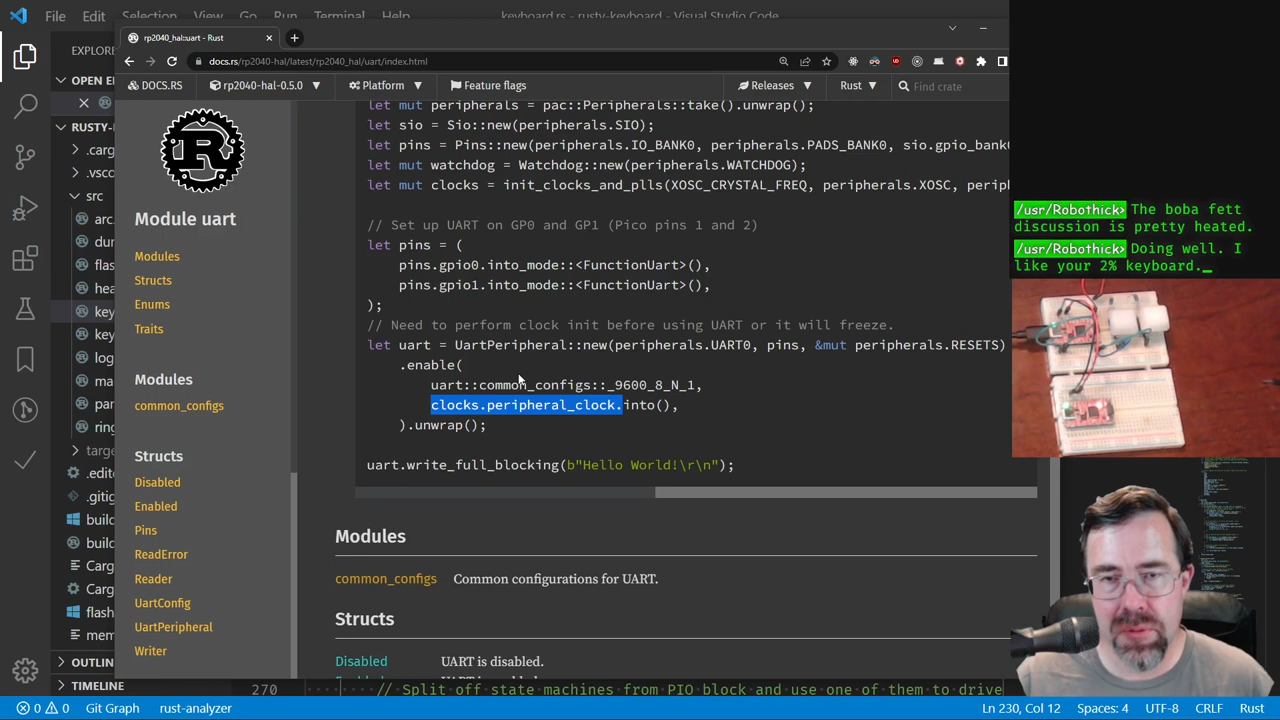 File Edit Selection View Go Run Terminal Help keyboard.rs - rusty-keyboard - Visual Studio Code
rp2040_hal::uart - Rust
docs.rs/rp2040-hal/latest/rp2040_hal/uart/index.html
DOCS.RS rp2040-hal-0.5.0 Platform Feature flags Releases Rust Find crate
EXPLOR
OPEN E
RUSTY-
.carg
.vsco
src
arc.
du
flas
hea
key
key
log
ma
par
ring
targe
.edite
.gitig
buil
build
Carg
Carg
flash
mem
OUTLIN
TIMELINE
Module uart
Modules
Structs
Enums
Traits
Modules
common_configs
Structs
Disabled
Enabled
Pins
ReadError
Reader
UartConfig
UartPeripheral
Writer
let mut peripherals = pac::Peripherals::take().unwrap();
let sio = Sio::new(peripherals.SIO);
let pins = Pins::new(peripherals.IO_BANK0, peripherals.PADS_BANK0, sio.gpio_bank0
let mut watchdog = Watchdog::new(peripherals.WATCHDOG);
let mut clocks = init_clocks_and_plls(XOSC_CRYSTAL_FREQ, peripherals.XOSC, periph
// Set up UART on GP0 and GP1 (Pico pins 1 and 2)
let pins = (
pins.gpio0.into_mode::<FunctionUart>(),
pins.gpio1.into_mode::<FunctionUart>(),
);
// Need to perform clock init before using UART or it will freeze.
let uart = UartPeripheral::new(peripherals.UART0, pins, &mut peripherals.RESETS)
.enable(
uart::common_configs::_9600_8_N_1,
clocks.peripheral_clock.into(),
).unwrap();
uart.write_full_blocking(b"Hello World!\r\n");
Modules
common_configs Common configurations for UART.
Structs
Disabled UART is disabled.
270 // Split off state machines from PIO block and use one of them to drive
/usr/Robothick> The boba fett
discussion is pretty heated.
/usr/Robothick> Doing well. I
like your 2% keyboard._
0 0 Git Graph rust-analyzer Ln 230, Col 12 Spaces: 4 UTF-8 CRLF Rust